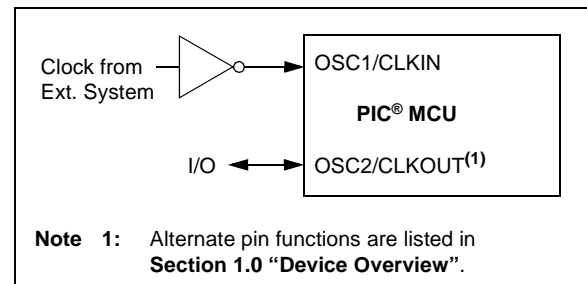 Clock from
Ext. System
OSC1/CLKIN
PIC® MCU
I/O
OSC2/CLKOUT(1)
Note 1: Alternate pin functions are listed in
Section 1.0 “Device Overview”.